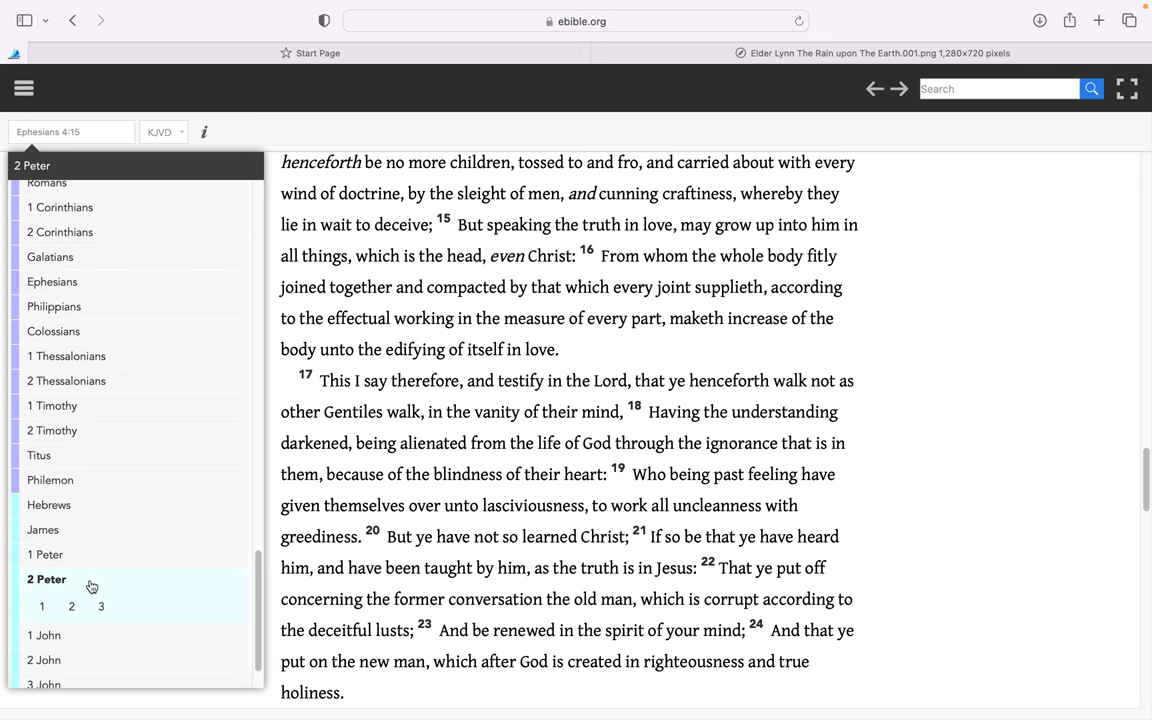 ebible.org
Start Page
Elder Lynn The Rain upon The Earth.001.png 1,280×720 pixels
Search
Ephesians 4:15
KJVD
i
2 Peter
Romans
1 Corinthians
2 Corinthians
Galatians
Ephesians
Philippians
Colossians
1 Thessalonians
2 Thessalonians
1 Timothy
2 Timothy
Titus
Philemon
Hebrews
James
1 Peter
2 Peter
1 2 3
1 John
2 John
3 John
henceforth be no more children, tossed to and fro, and carried about with every
wind of doctrine, by the sleight of men, and cunning craftiness, whereby they
lie in wait to deceive; 15 But speaking the truth in love, may grow up into him in
all things, which is the head, even Christ: 16 From whom the whole body fitly
joined together and compacted by that which every joint supplieth, according
to the effectual working in the measure of every part, maketh increase of the
body unto the edifying of itself in love.
17 This I say therefore, and testify in the Lord, that ye henceforth walk not as
other Gentiles walk, in the vanity of their mind, 18 Having the understanding
darkened, being alienated from the life of God through the ignorance that is in
them, because of the blindness of their heart: 19 Who being past feeling have
given themselves over unto lasciviousness, to work all uncleanness with
greediness. 20 But ye have not so learned Christ; 21 If so be that ye have heard
him, and have been taught by him, as the truth is in Jesus: 22 That ye put off
concerning the former conversation the old man, which is corrupt according to
the deceitful lusts; 23 And be renewed in the spirit of your mind; 24 And that ye
put on the new man, which after God is created in righteousness and true
holiness.